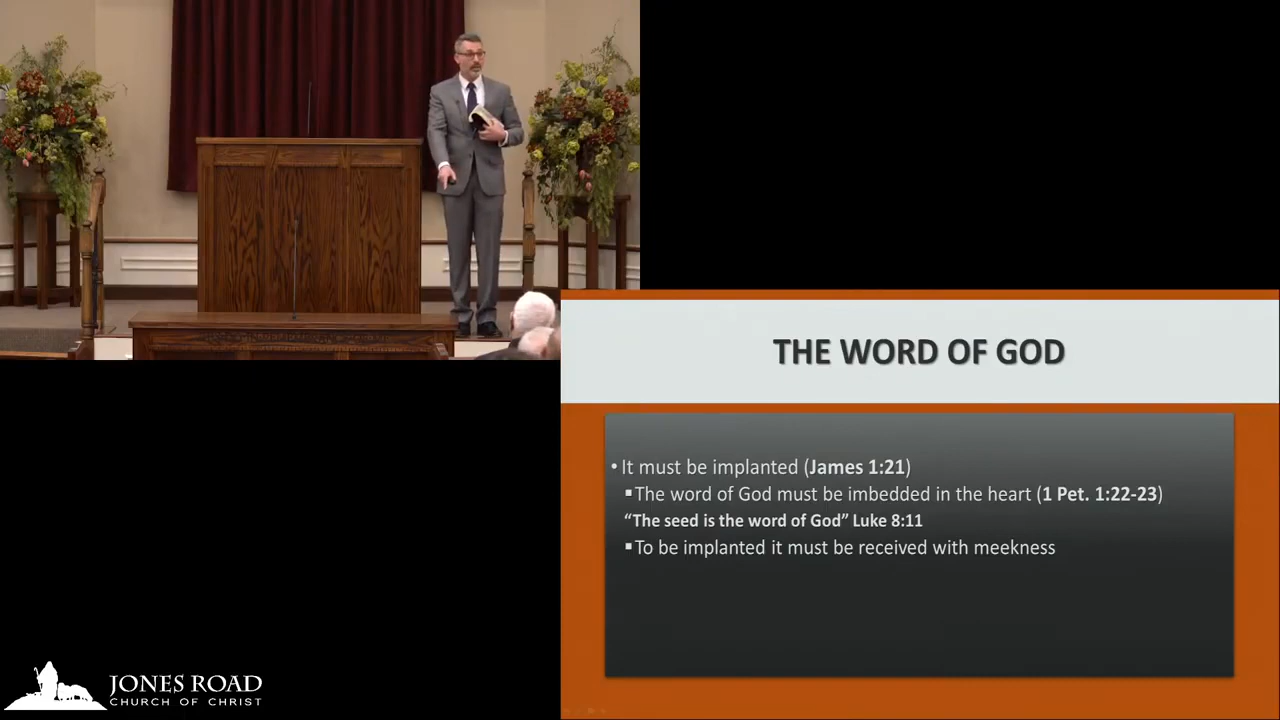 THE WORD OF GOD
• It must be implanted (James 1:21)
▪The word of God must be imbedded in the heart (1 Pet. 1:22-23)
“The seed is the word of God” Luke 8:11
▪To be implanted it must be received with meekness
JONES ROAD
CHURCH OF CHRIST